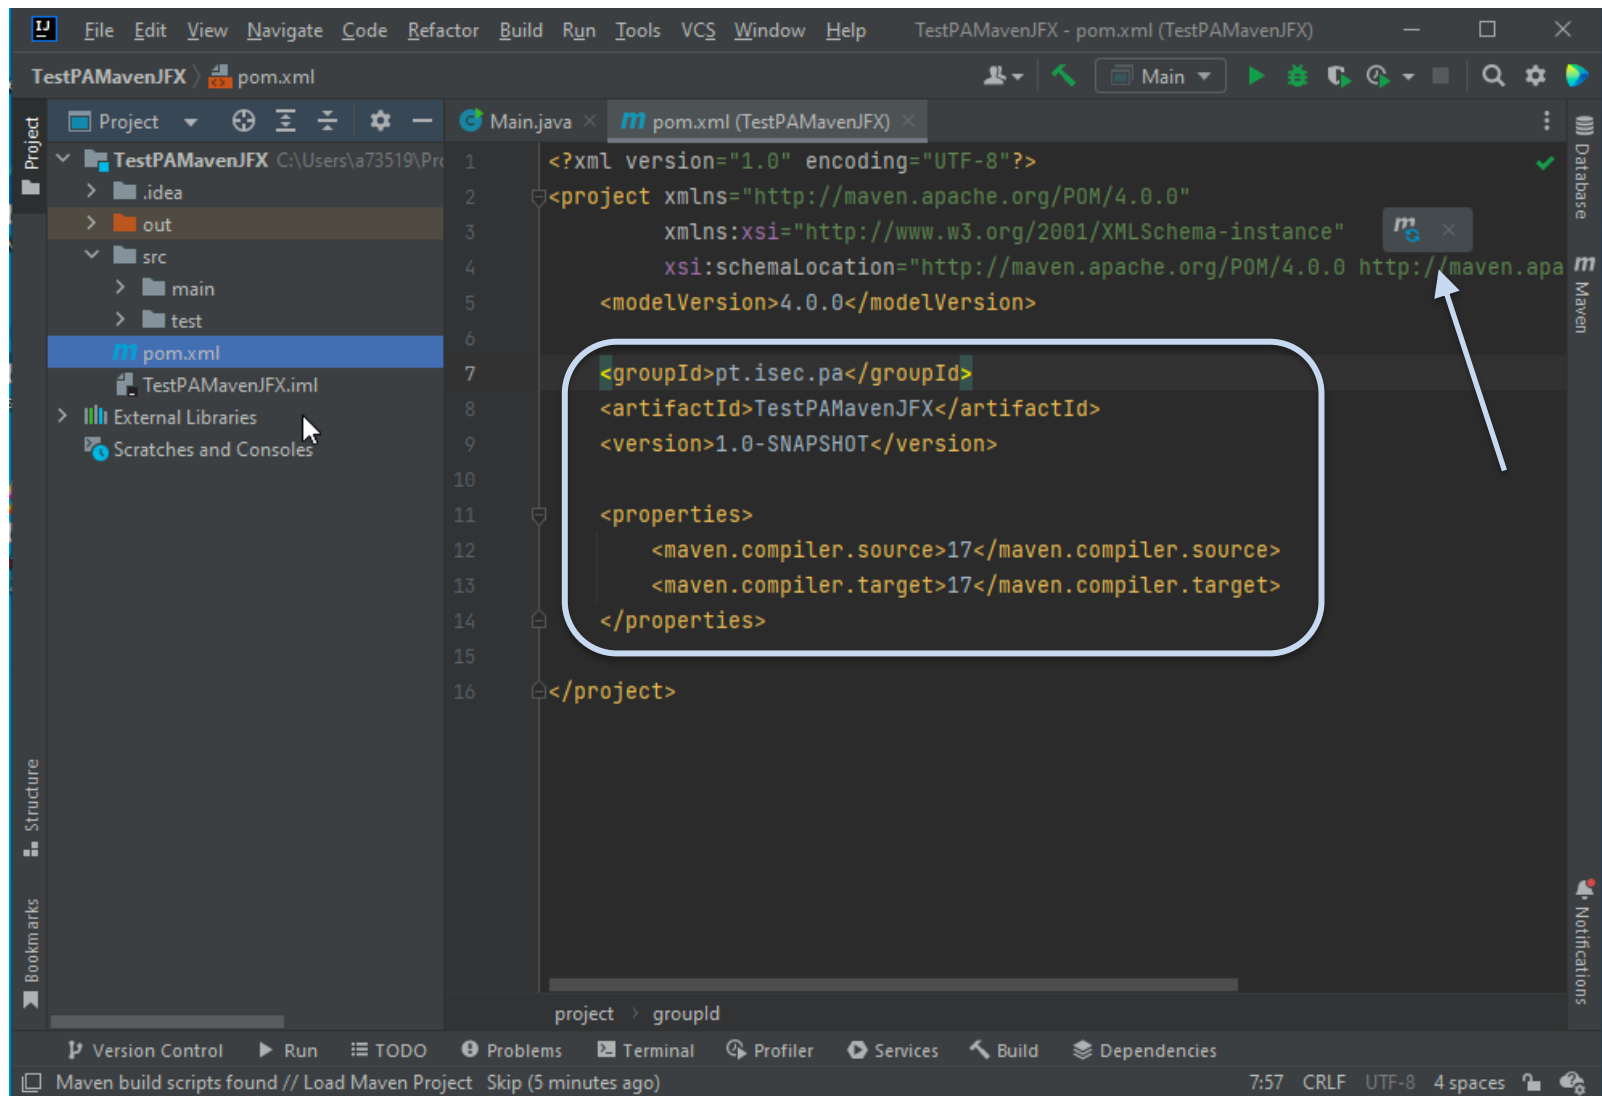 IJ File Edit View Navigate Code Refactor Build Run Tools VCS Window Help TestPAMavenJFX - pom.xml (TestPAMavenJFX)
TestPAMavenJFX pom.xml Main
Project Main.java pom.xml (TestPAMavenJFX)
Project
TestPAMavenJFX C:\Users\a73519\Pr
.idea
out
src
main
test
pom.xml
TestPAMavenJFX.iml
External Libraries
Scratches and Consoles
Structure
Bookmarks
1 <?xml version="1.0" encoding="UTF-8"?>
2 <project xmlns="http://maven.apache.org/POM/4.0.0"
3 xmlns:xsi="http://www.w3.org/2001/XMLSchema-instance"
4 xsi:schemaLocation="http://maven.apache.org/POM/4.0.0 http://maven.apa
5 <modelVersion>4.0.0</modelVersion>
6
7 <groupId>pt.isec.pa</groupId>
8 <artifactId>TestPAMavenJFX</artifactId>
9 <version>1.0-SNAPSHOT</version>
10
11 <properties>
12 <maven.compiler.source>17</maven.compiler.source>
13 <maven.compiler.target>17</maven.compiler.target>
14 </properties>
15
16 </project>
Database
Maven
Notifications
project groupId
Version Control Run TODO Problems Terminal Profiler Services Build Dependencies
Maven build scripts found // Load Maven Project Skip (5 minutes ago) 7:57 CRLF UTF-8 4 spaces